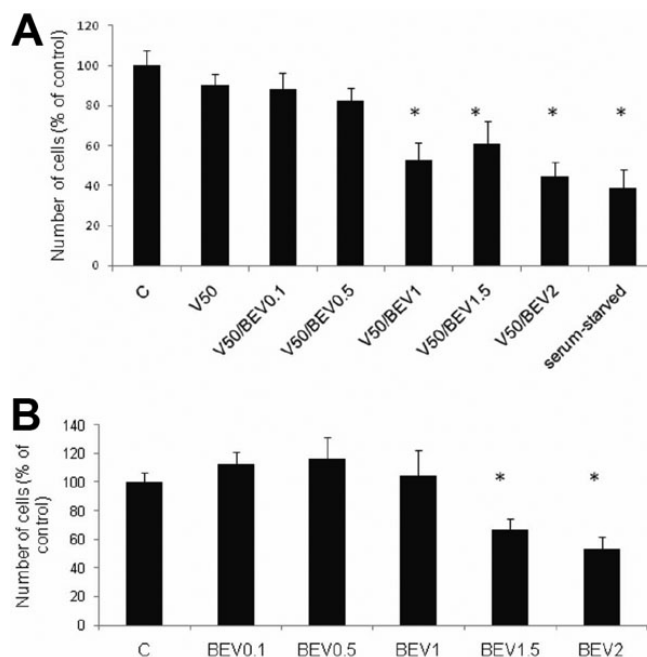 A
Number of cells (% of control)
120
100
80
60
40
20
0
* * * *
C V50 V50/BEV0.1 V50/BEV0.5 V50/BEV1 V50/BEV1.5 V50/BEV2 serum-starved
B
Number of cells (% of
control)
140
120
100
80
60
40
20
0
* *
C BEV0.1 BEV0.5 BEV1 BEV1.5 BEV2